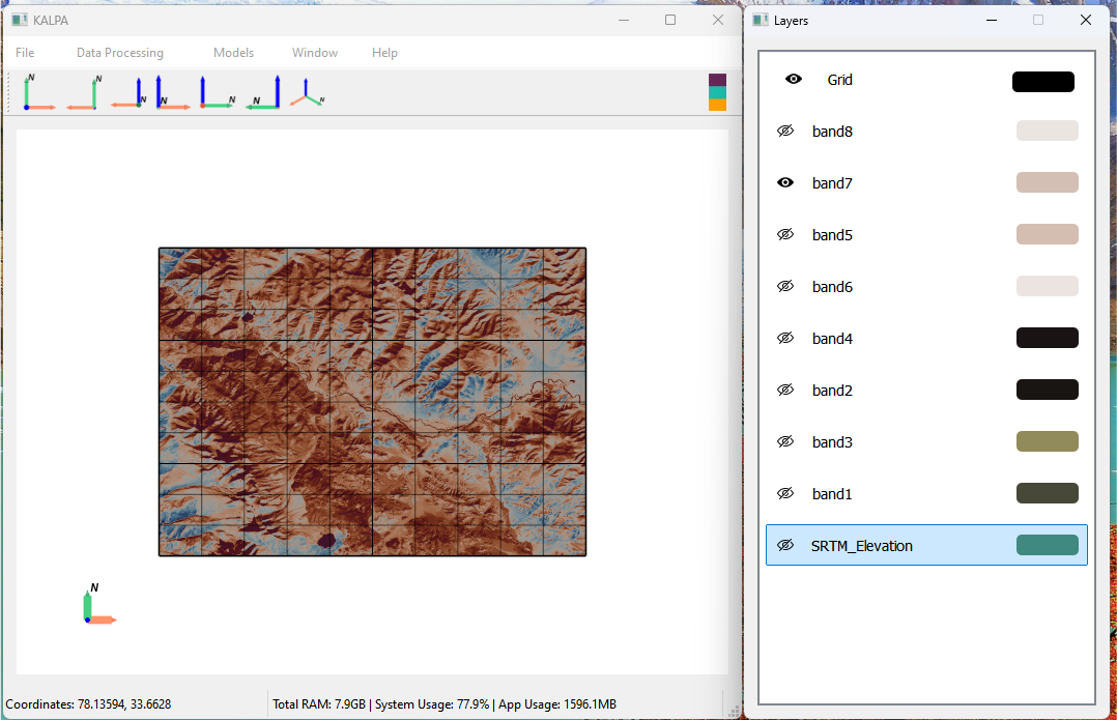 KALPA
File Data Processing Models Window Help
N N N N N N N
N
Coordinates: 78.13594, 33.6628
Total RAM: 7.9GB | System Usage: 77.9% | App Usage: 1596.1MB
Layers
Grid
band8
band7
band5
band6
band4
band2
band3
band1
SRTM_Elevation